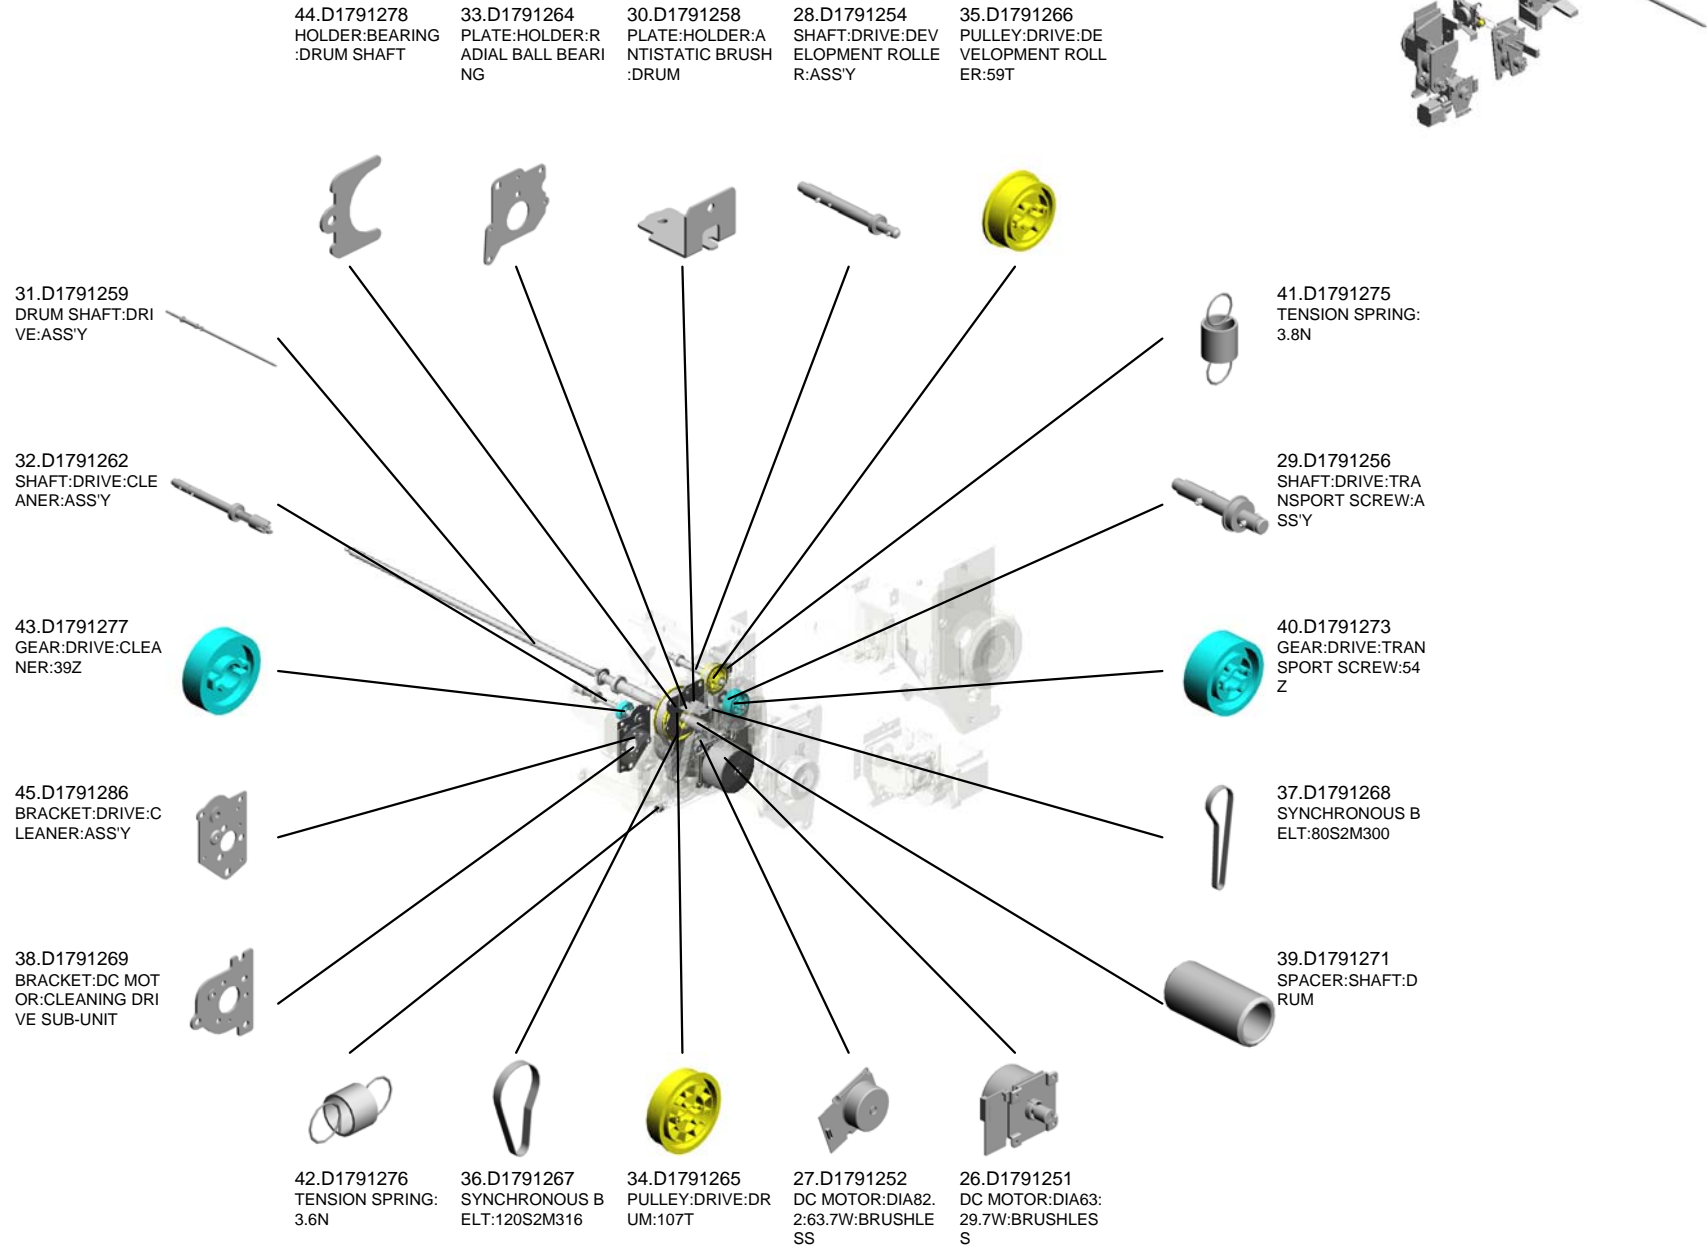 44.D1791278
HOLDER:BEARING
:DRUM SHAFT
33.D1791264
PLATE:HOLDER:R
ADIAL BALL BEARI
NG
30.D1791258
PLATE:HOLDER:A
NTISTATIC BRUSH
:DRUM
28.D1791254
SHAFT:DRIVE:DEV
ELOPMENT ROLLE
R:ASS'Y
35.D1791266
PULLEY:DRIVE:DE
VELOPMENT ROLL
ER:59T
31.D1791259
DRUM SHAFT:DRI
VE:ASS'Y
41.D1791275
TENSION SPRING:
3.8N
32.D1791262
SHAFT:DRIVE:CLE
ANER:ASS'Y
29.D1791256
SHAFT:DRIVE:TRA
NSPORT SCREW:A
SS'Y
43.D1791277
GEAR:DRIVE:CLEA
NER:39Z
40.D1791273
GEAR:DRIVE:TRAN
SPORT SCREW:54
Z
45.D1791286
BRACKET:DRIVE:C
LEANER:ASS'Y
37.D1791268
SYNCHRONOUS B
ELT:80S2M300
38.D1791269
BRACKET:DC MOT
OR:CLEANING DRI
VE SUB-UNIT
39.D1791271
SPACER:SHAFT:D
RUM
42.D1791276
TENSION SPRING:
3.6N
36.D1791267
SYNCHRONOUS B
ELT:120S2M316
34.D1791265
PULLEY:DRIVE:DR
UM:107T
27.D1791252
DC MOTOR:DIA82.
2:63.7W:BRUSHLE
SS
26.D1791251
DC MOTOR:DIA63:
29.7W:BRUSHLES
S